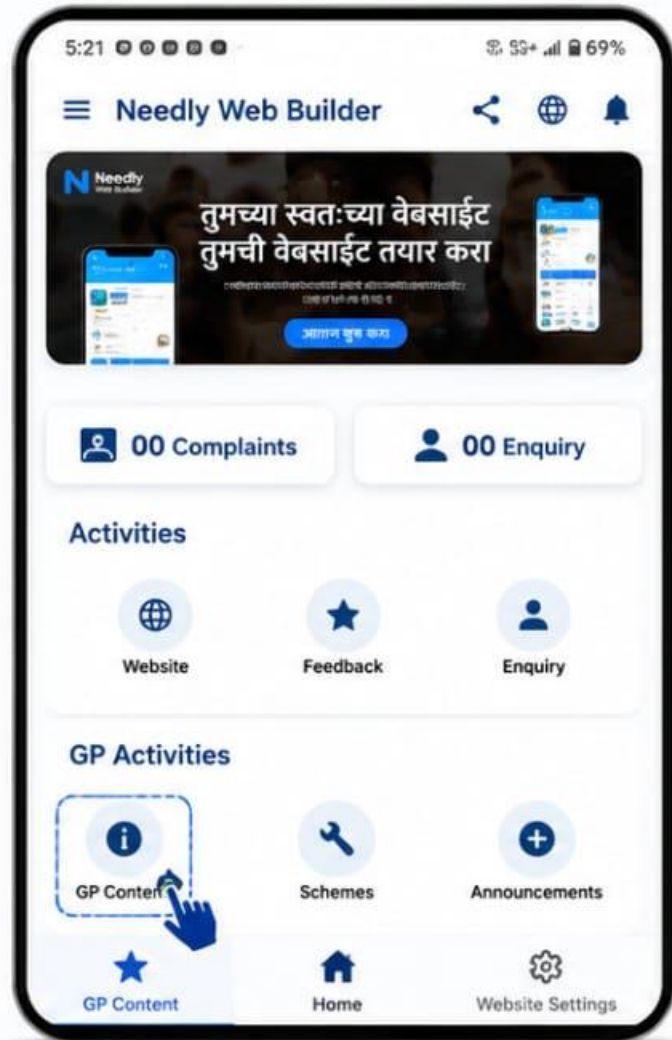 5:21
69%
Needly Web Builder
Needly
Web Builder
तुमच्या स्वतःच्या वेबसाईट
तुमची वेबसाईट तयार करा
00 Complaints
00 Enquiry
Activities
Website
Feedback
Enquiry
GP Activities
GP Conten
Schemes
Announcements
GP Content
Home
Website Settings